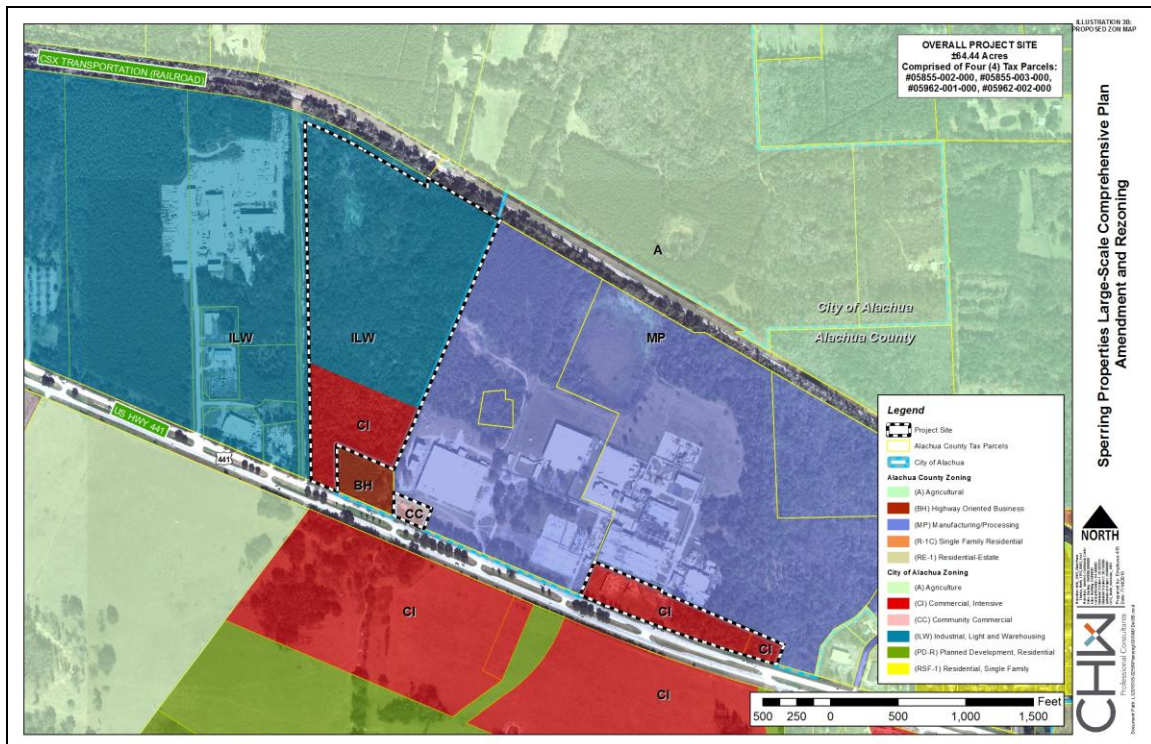 ILLUSTRATION 3B:
PROPOSED ZON MAP
OVERALL PROJECT SITE
±64.44 Acres
Comprised of Four (4) Tax Parcels:
#05855-002-000, #05855-003-000,
#05962-001-000, #05962-002-000
CSX TRANSPORTATION (RAILROAD)
Sperring Properties Large-Scale Comprehensive Plan
Amendment and Rezoning
A
City of Alachua
Alachua County
MP
ILW
ILW
CI
US HWY 441
441
BH
CC
CI
CI
CI
CI
Legend
Project Site
Alachua County Tax Parcels
City of Alachua
Alachua County Zoning
(A) Agricultural
(BH) Highway Oriented Business
(MP) Manufacturing/Processing
(R-1C) Single Family Residential
(RE-1) Residential-Estate
City of Alachua Zoning
(A) Agriculture
(CI) Commercial, Intensive
(CC) Community Commercial
(ILW) Industrial, Light and Warehousing
(PD-R) Planned Development, Residential
(RSF-1) Residential, Single Family
NORTH
CHW
Professional Consultants
Feet
500 250 0 500 1,000 1,500